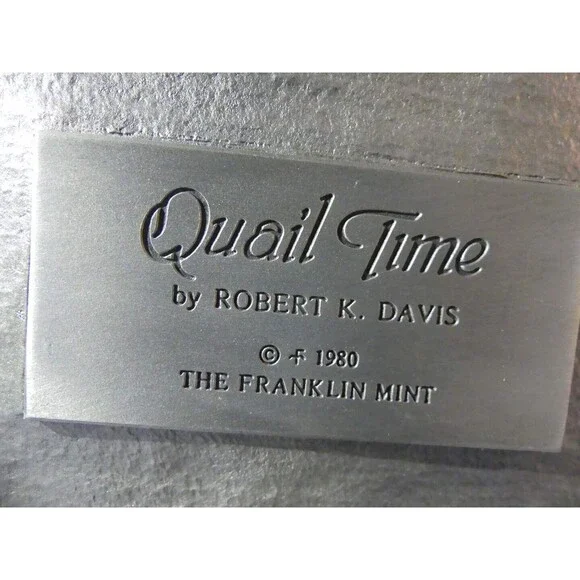 Quail Time
by ROBERT K. DAVIS
© 1980
THE FRANKLIN MINT